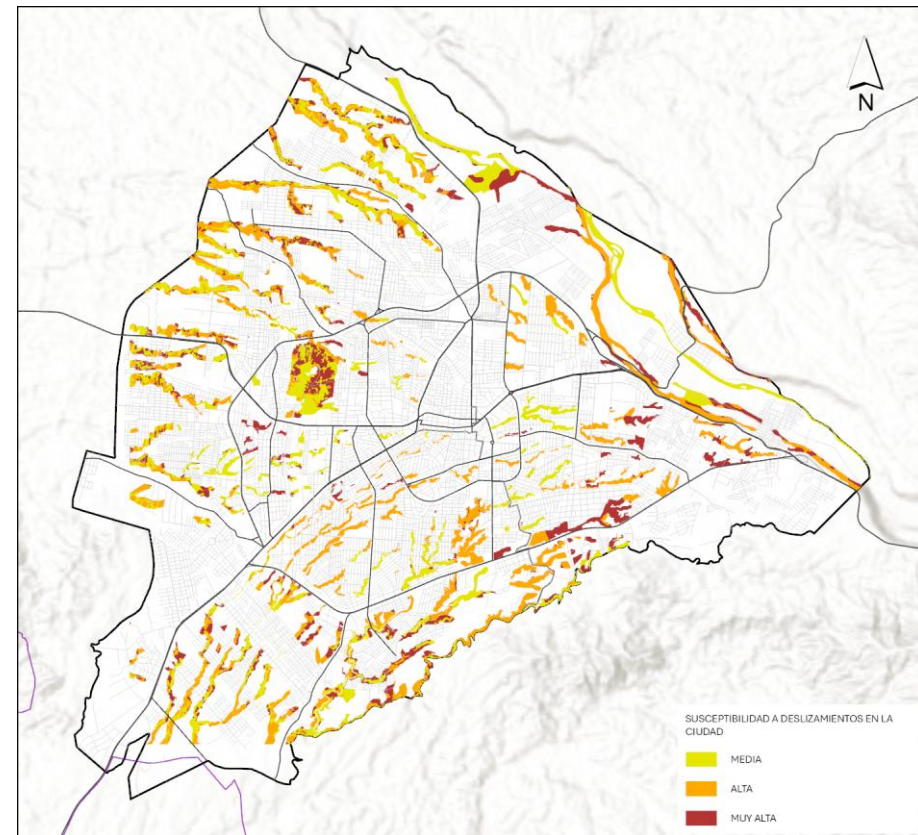 N
SUSCEPTIBILIDAD A DESLIZAMIENTOS EN LA
CIUDAD
MEDIA
ALTA
MUY ALTA